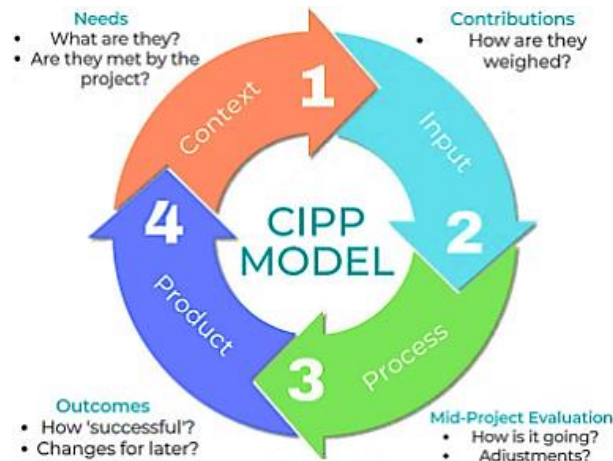 Needs
• What are they?
• Are they met by the
project?
Contributions
• How are they
weighed?
1
Context
Input
2
CIPP
MODEL
4
Product
3
Process
Outcomes
• How 'successful'?
• Changes for later?
Mid-Project Evaluation
• How is it going?
• Adjustments?